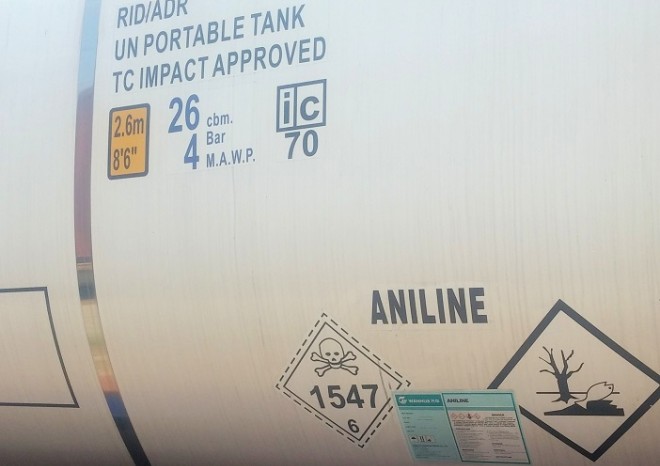 RID/ADR
UN PORTABLE TANK
TC IMPACT APPROVED
2.6m
8'6"
26 cbm.
4 Bar
M.A.W.P.
ic
70
ANILINE
1547
6
ANILINE